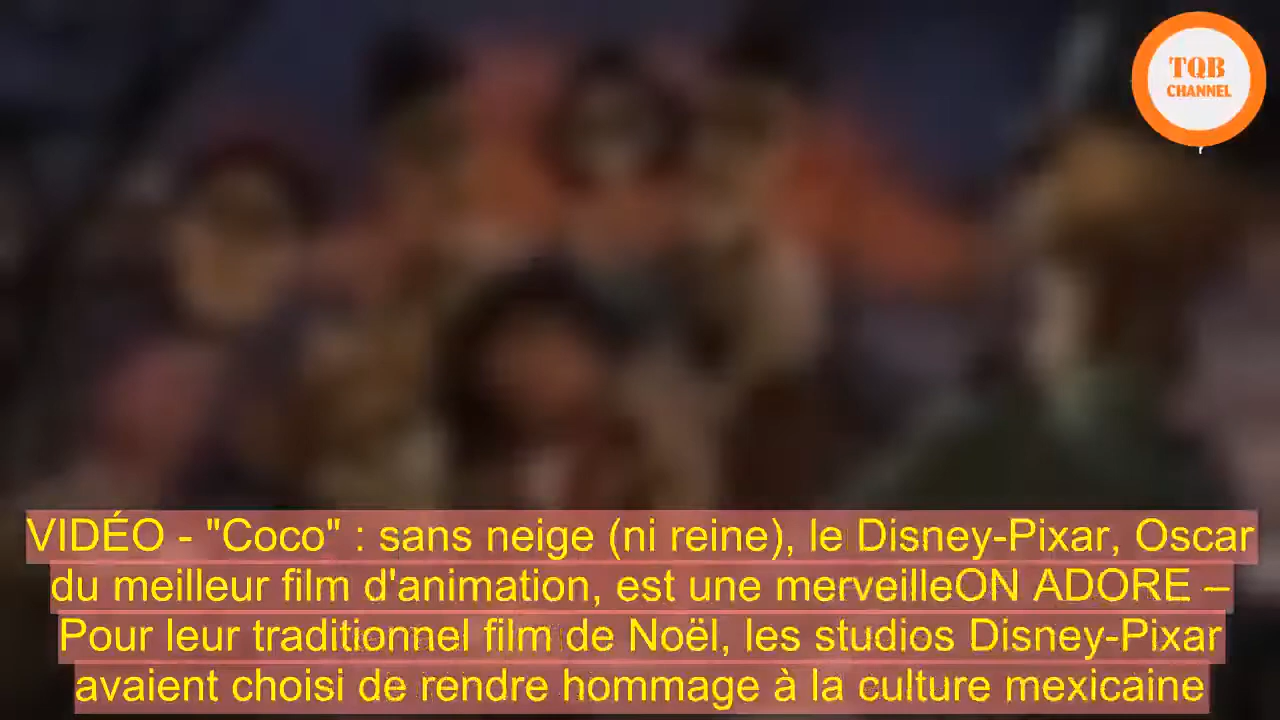 TQB
CHANNEL
VIDÉO - "Coco" : sans neige (ni reine), le Disney-Pixar, Oscar
du meilleur film d'animation, est une merveilleON ADORE –
Pour leur traditionnel film de Noël, les studios Disney-Pixar
avaient choisi de rendre hommage à la culture mexicaine